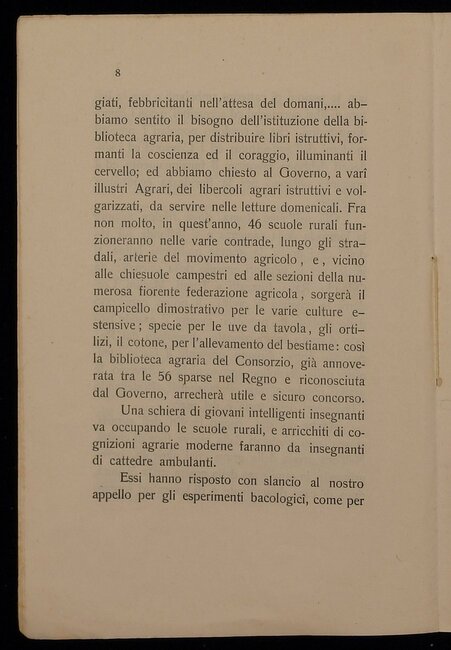 8
giati, febbricitanti nell'attesa del domani,.... ab-
biamo sentito il bisogno dell'istituzione della bi-
blioteca agraria, per distribuire libri istruttivi, for-
manti la coscienza ed il coraggio, illuminanti il
cervello; ed abbiamo chiesto al Governo, a varî
illustri Agrari, dei libercoli agrari istruttivi e vol-
garizzati, da servire nelle letture domenicali. Fra
non molto, in quest'anno, 46 scuole rurali fun-
zioneranno nelle varie contrade, lungo gli stra-
dali, arterie del movimento agricolo, e, vicino
alle chiesuole campestri ed alle sezioni della nu-
merosa fiorente federazione agricola, sorgerà il
campicello dimostrativo per le varie culture e-
stensive; specie per le uve da tavola, gli orti-
lizi, il cotone, per l'allevamento del bestiame: così
la biblioteca agraria del Consorzio, già annove-
rata tra le 56 sparse nel Regno e riconosciuta
dal Governo, arrecherà utile e sicuro concorso.
Una schiera di giovani intelligenti insegnanti
va occupando le scuole rurali, e arricchiti di co-
gnizioni agrarie moderne faranno da insegnanti
di cattedre ambulanti.
Essi hanno risposto con slancio al nostro
appello per gli esperimenti bacologici, come per